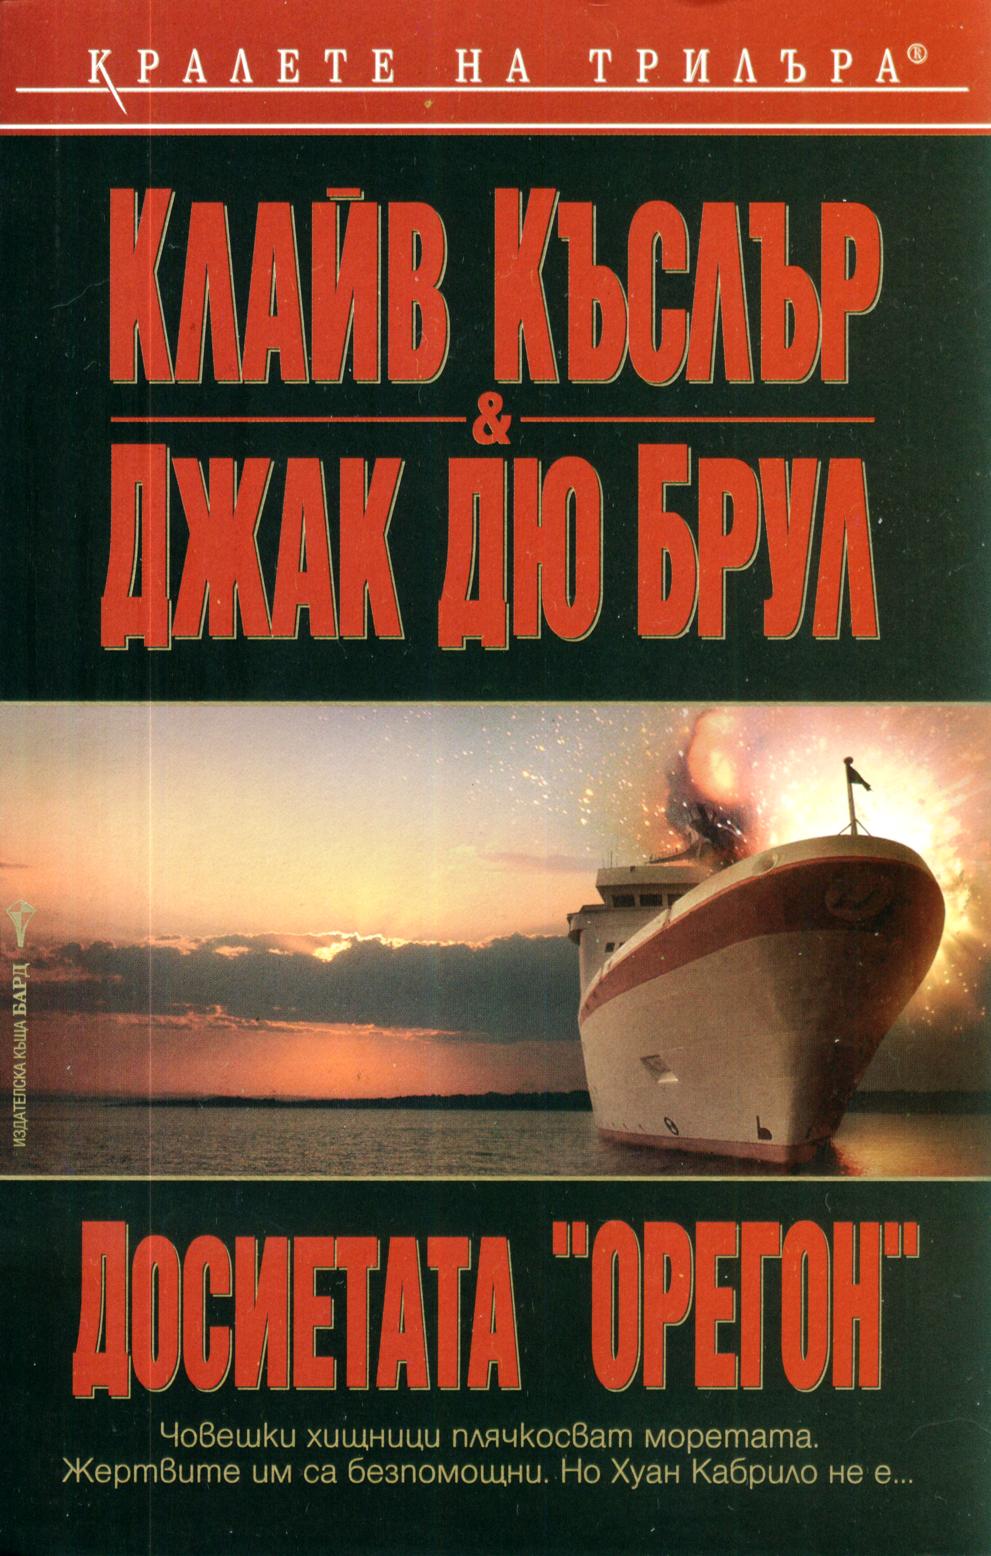 КРАЛЕТЕ НА ТРИЛЪРА®
КЛАЙВ КЪСЛЪР
&
ДЖАК ДЮ БРУЛ
ИЗДАТЕЛСКА КЪЩА БАРД
ДОСИЕТАТА "ОРЕГОН"
Човешки хищници плячкосват моретата.
Жертвите им са безпомощни. Но Хуан Кабрило не е...